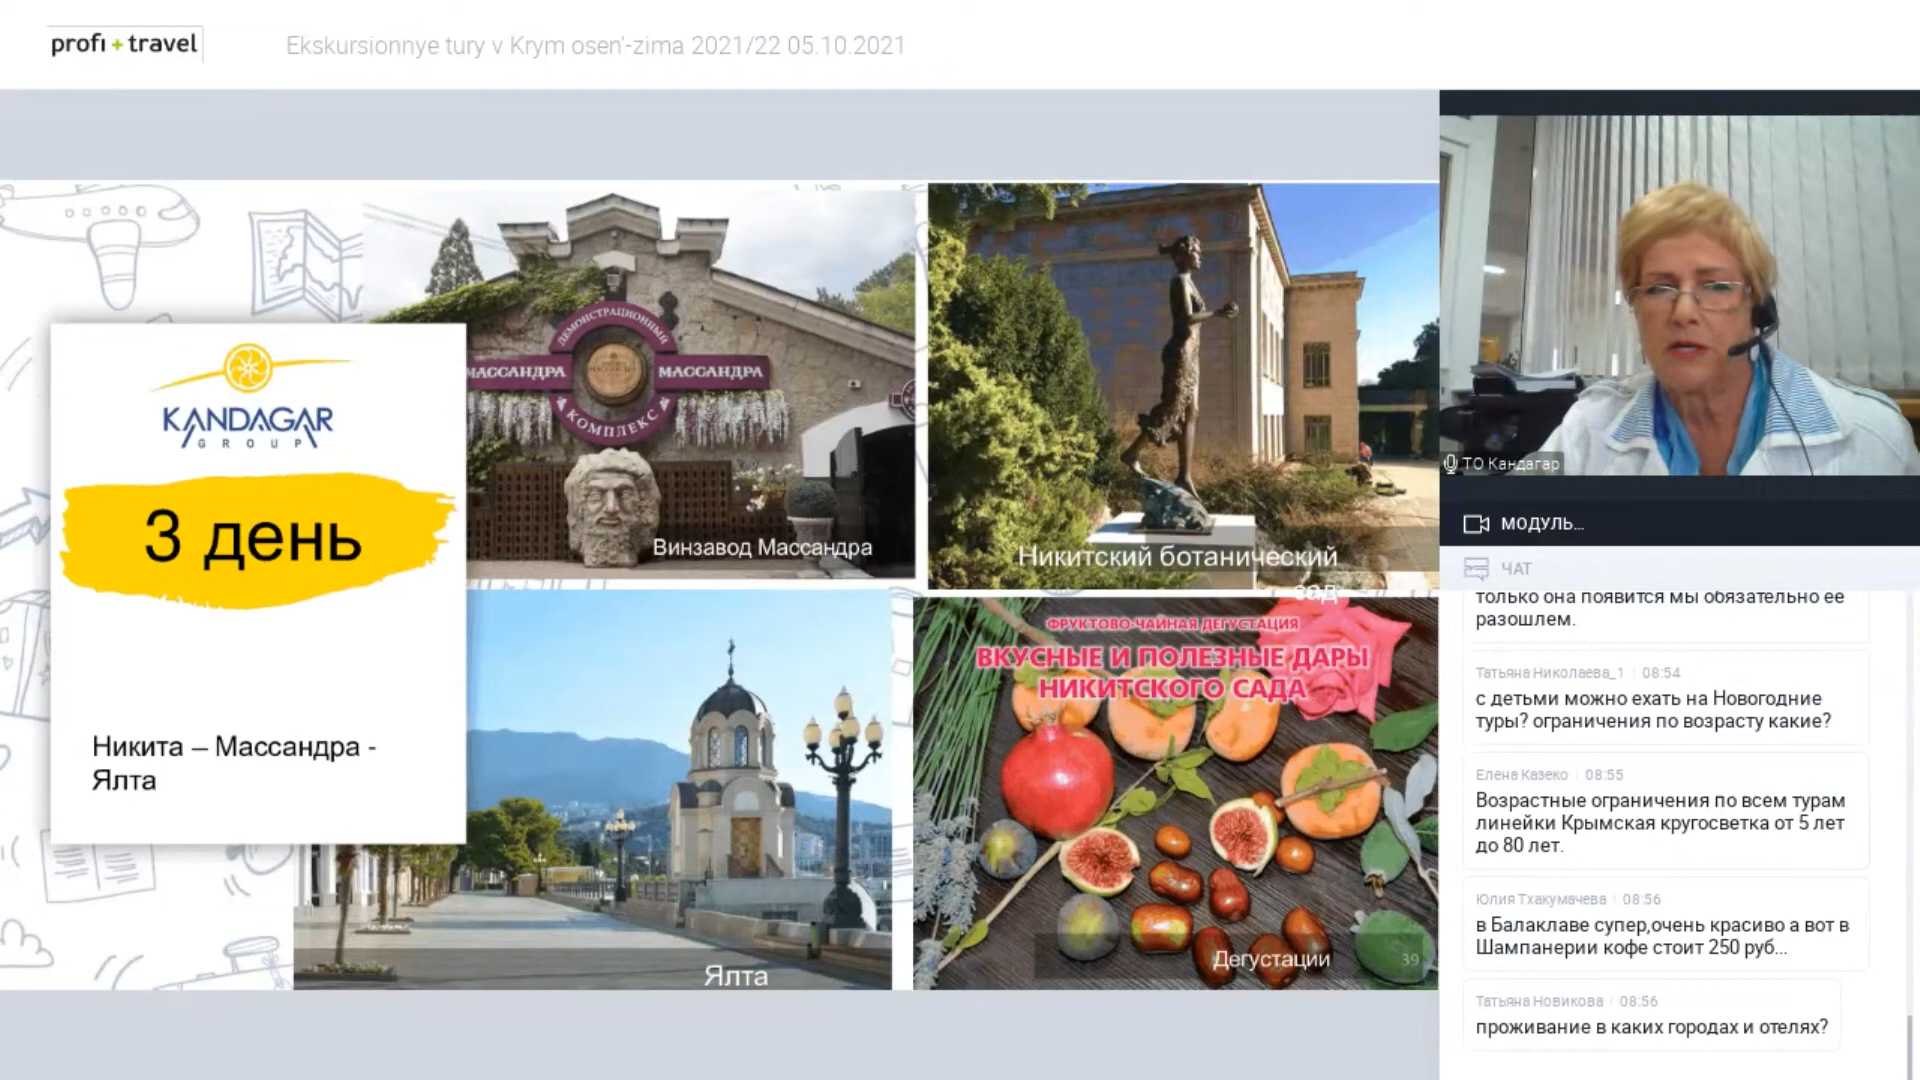 profi + travel
Ekskursionnye tury v Krym osen'-zima 2021/22 05.10.2021
KANDAGAR
GROUP
3 день
Никита – Массандра -
Ялта
ДЕМОНСТРАЦИОННЫЙ
МАССАНДРА
МАССАНДРА
КОМПЛЕКС
Винзавод Массандра
Никитский ботанический
сад
Ялта
ФРУКТОВО-ЧАЙНАЯ ДЕГУСТАЦИЯ
ВКУСНЫЕ И ПОЛЕЗНЫЕ ДАРЫ
НИКИТСКОГО САДА
Дегустации
39
ТО Кандагар
МОДУЛЬ...
ЧАТ
только она появится мы обязательно ее
разошлем.
Татьяна Николаева_1 08:54
с детьми можно ехать на Новогодние
туры? ограничения по возрасту какие?
Елена Казеко 08:55
Возрастные ограничения по всем турам
линейки Крымская кругосветка от 5 лет
до 80 лет.
Юлия Тхакумачева 08:56
в Балаклаве супер,очень красиво а вот в
Шампанерии кофе стоит 250 руб...
Татьяна Новикова 08:56
проживание в каких городах и отелях?